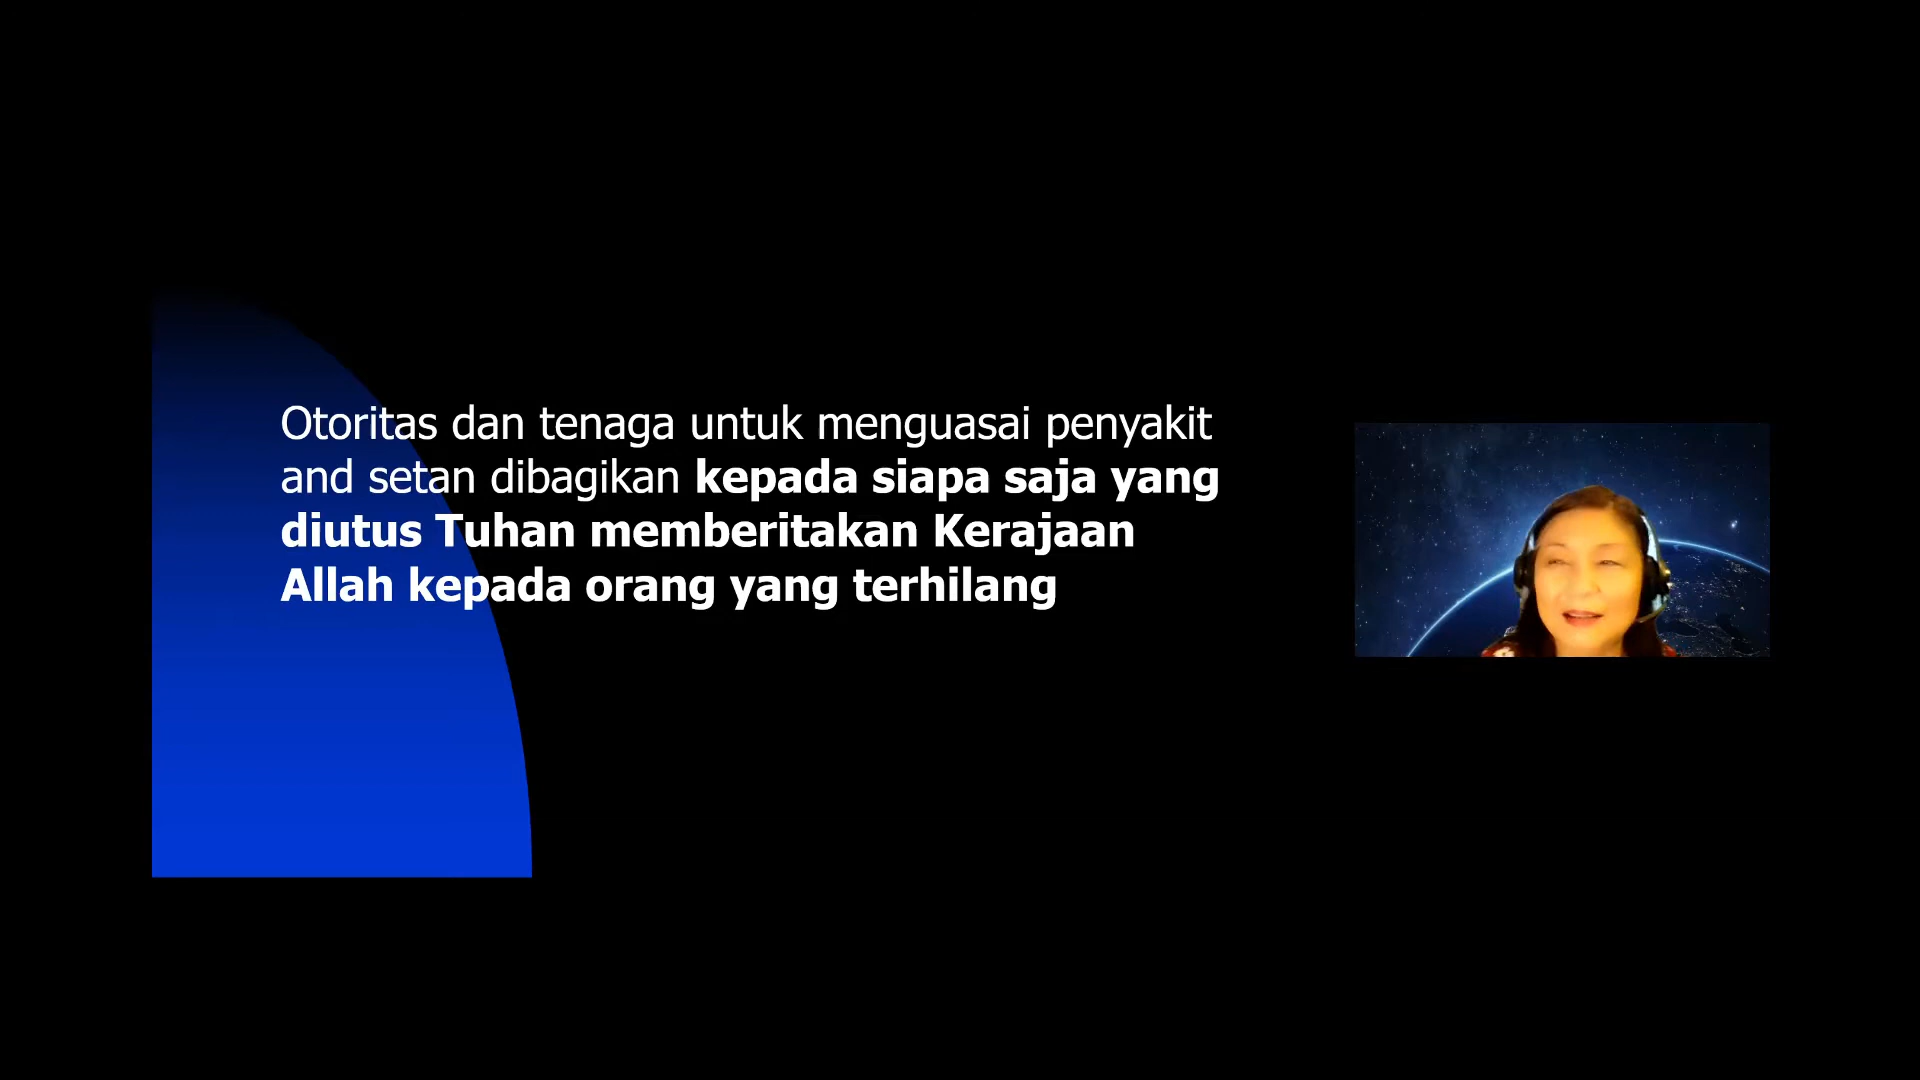 Otoritas dan tenaga untuk menguasai penyakit
and setan dibagikan kepada siapa saja yang
diutus Tuhan memberitakan Kerajaan
Allah kepada orang yang terhilang